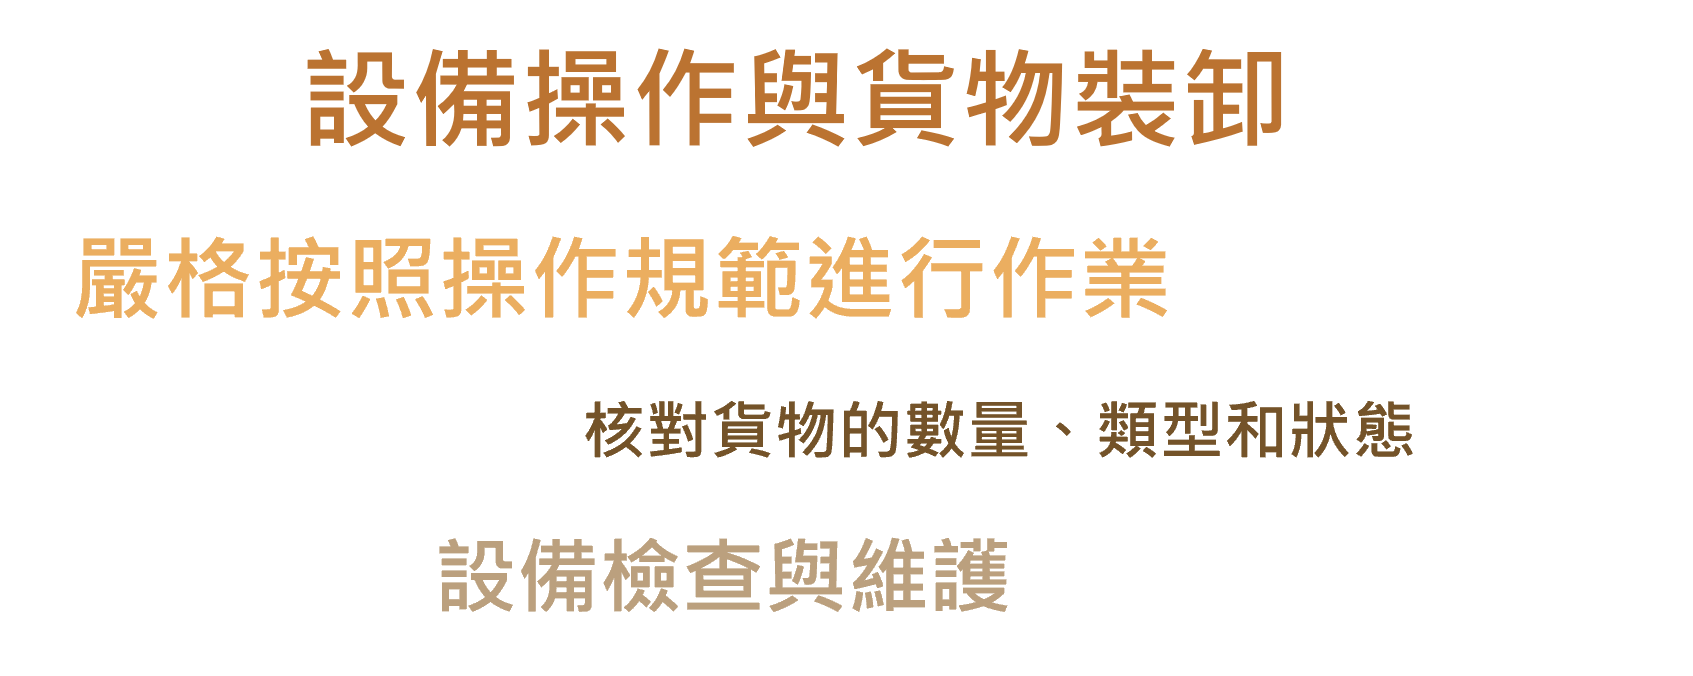 設備操作與貨物裝卸
嚴格按照操作規範進行作業
核對貨物的數量、類型和狀態
設備檢查與維護